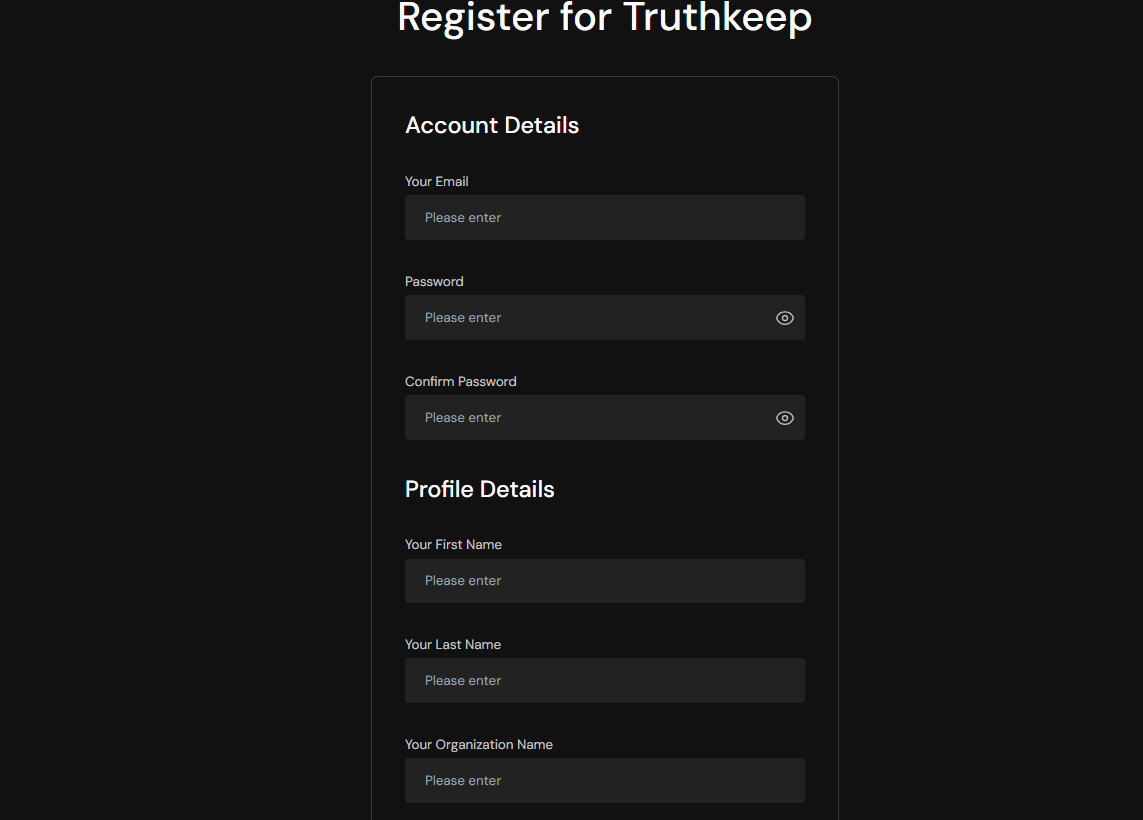 Register for Truthkeep
Account Details
Your Email
Please enter
Password
Please enter
Confirm Password
Please enter
Profile Details
Your First Name
Please enter
Your Last Name
Please enter
Your Organization Name
Please enter